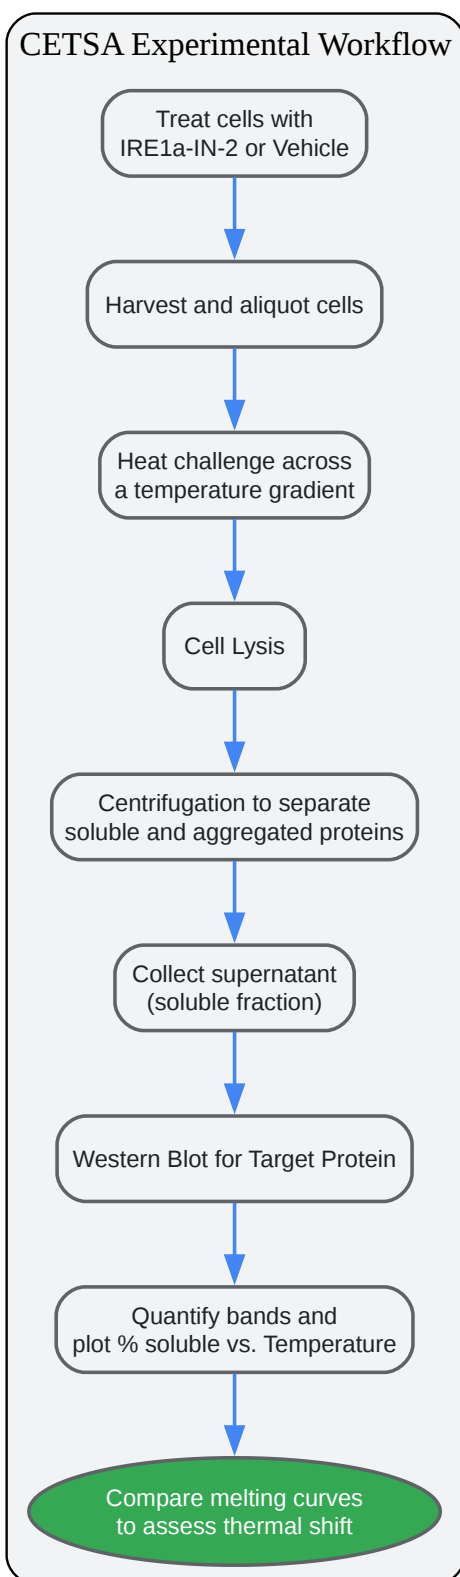 CETSA Experimental Workflow
Treat cells with
IRE1a-IN-2 or Vehicle
Harvest and aliquot cells
Heat challenge across
a temperature gradient
Cell Lysis
Centrifugation to separate
soluble and aggregated proteins
Collect supernatant
(soluble fraction)
Western Blot for Target Protein
Quantify bands and
plot % soluble vs. Temperature
Compare melting curves
to assess thermal shift